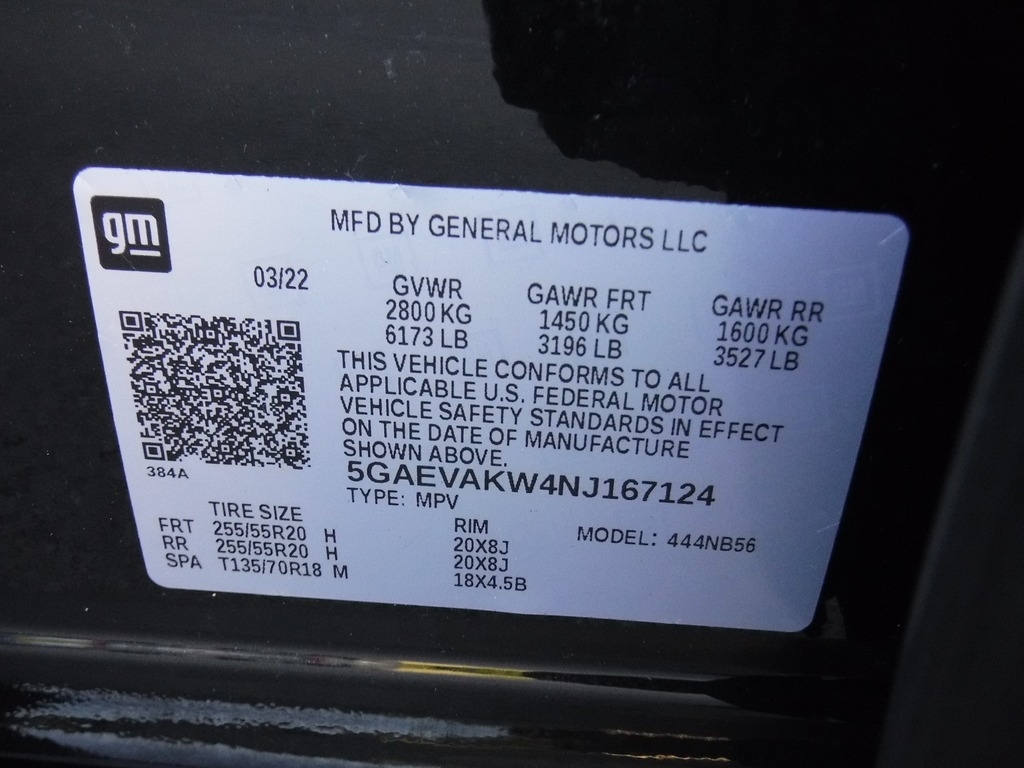 gm
MFD BY GENERAL MOTORS LLC
03/22
GVWR
2800 KG
6173 LB
GAWR FRT
1450 KG
3196 LB
GAWR RR
1600 KG
3527 LB
THIS VEHICLE CONFORMS TO ALL
APPLICABLE U.S. FEDERAL MOTOR
VEHICLE SAFETY STANDARDS IN EFFECT
ON THE DATE OF MANUFACTURE
SHOWN ABOVE.
384A
5GAEVAKW4NJ167124
TYPE: MPV
MODEL: 444NB56
TIRE SIZE RIM
FRT 255/55R20 H 20X8J
RR 255/55R20 H 20X8J
SPA T135/70R18 M 18X4.5B